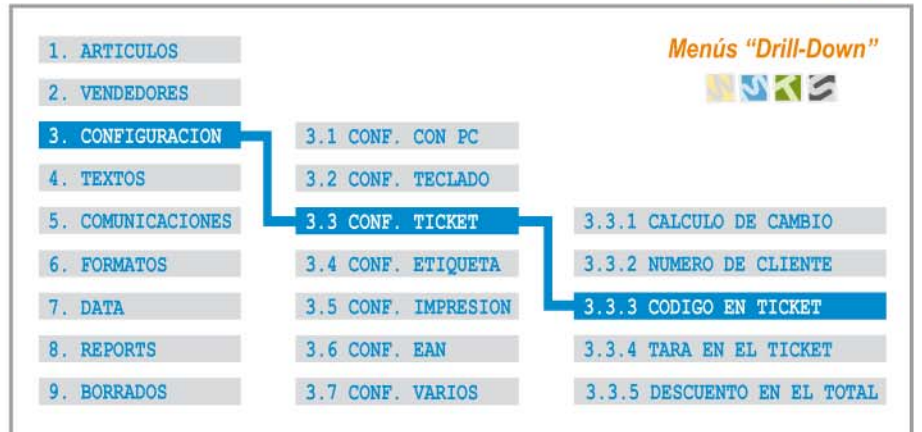 Menús “Drill-Down”
1. ARTICULOS
2. VENDEDORES
3. CONFIGURACION
4. TEXTOS
5. COMUNICACIONES
6. FORMATOS
7. DATA
8. REPORTS
9. BORRADOS
3.1 CONF. CON PC
3.2 CONF. TECLADO
3.3 CONF. TICKET
3.4 CONF. ETIQUETA
3.5 CONF. IMPRESION
3.6 CONF. EAN
3.7 CONF. VARIOS
3.3.1 CALCULO DE CAMBIO
3.3.2 NUMERO DE CLIENTE
3.3.3 CODIGO EN TICKET
3.3.4 TARA EN EL TICKET
3.3.5 DESCUENTO EN EL TOTAL